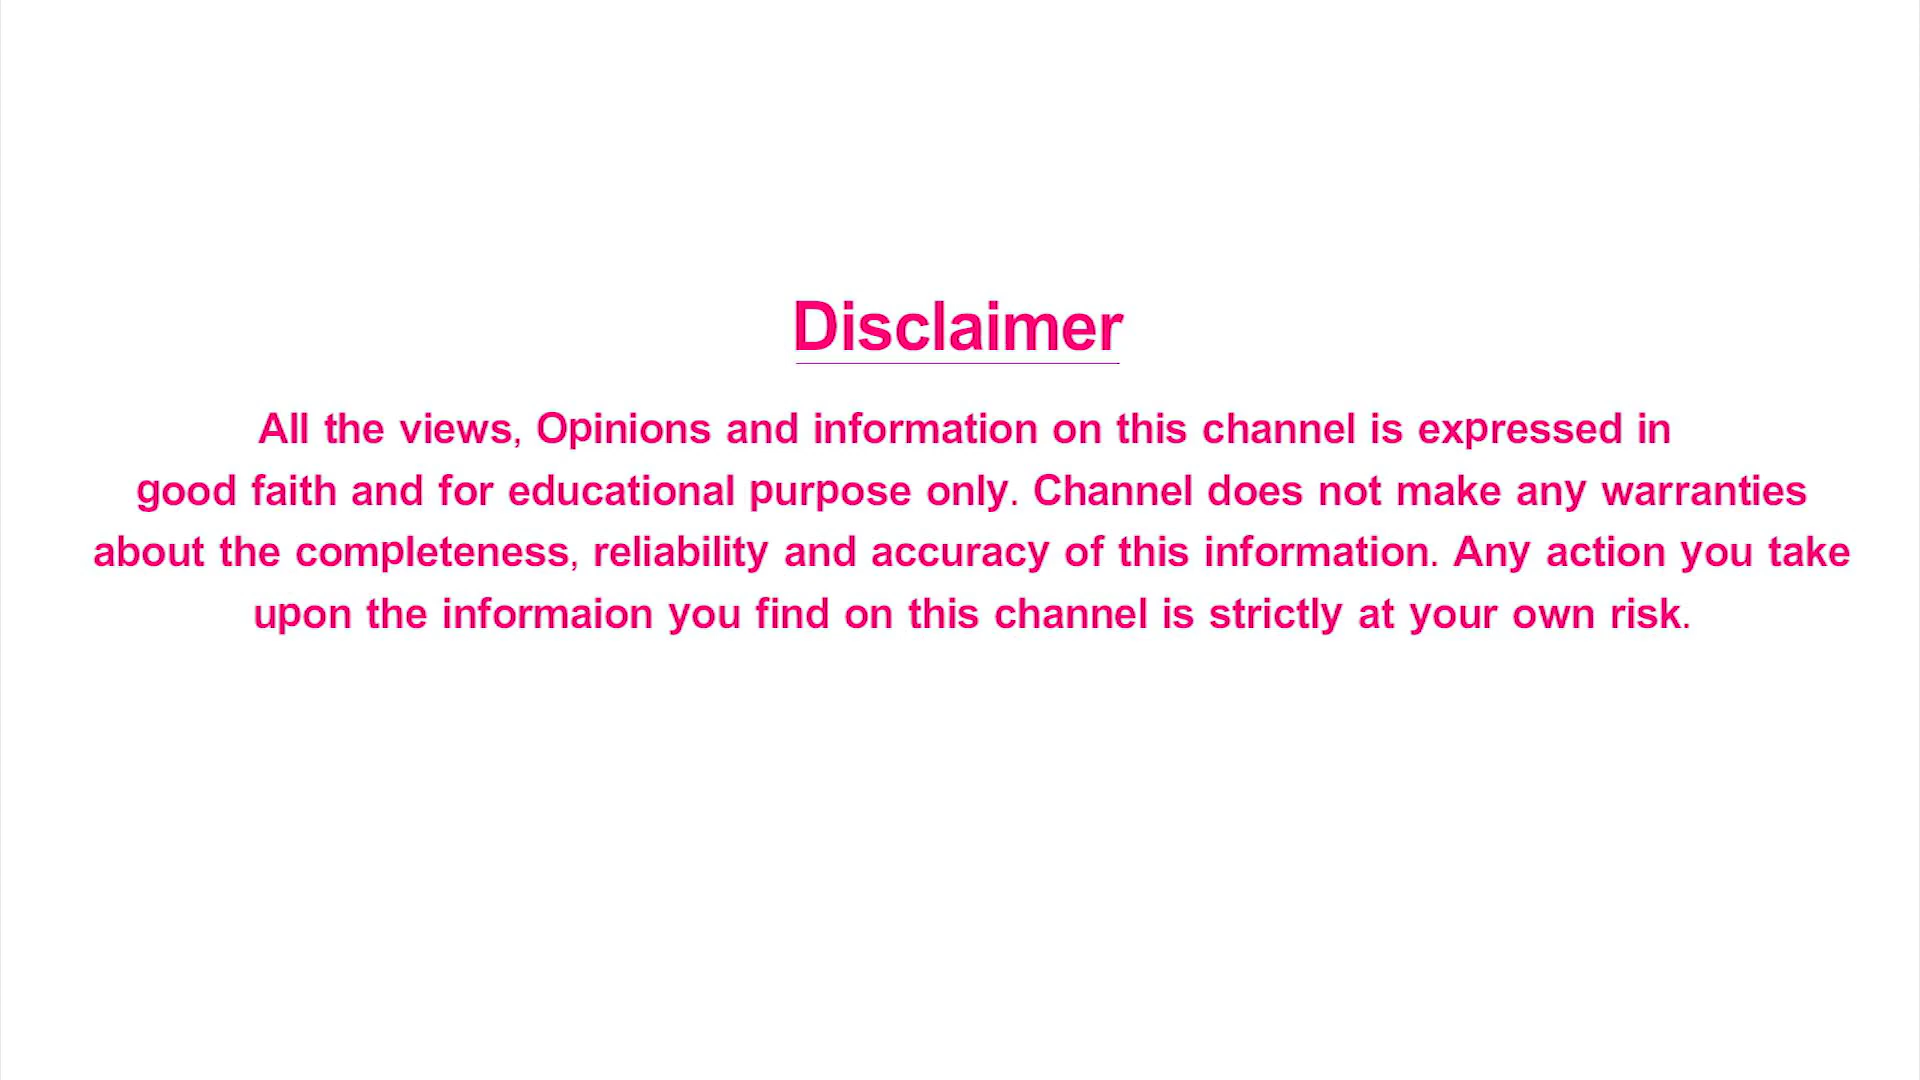 Disclaimer
All the views, Opinions and information on this channel is expressed in
good faith and for educational purpose only. Channel does not make any warranties
about the completeness, reliability and accuracy of this information. Any action you take
upon the informaion you find on this channel is strictly at your own risk.